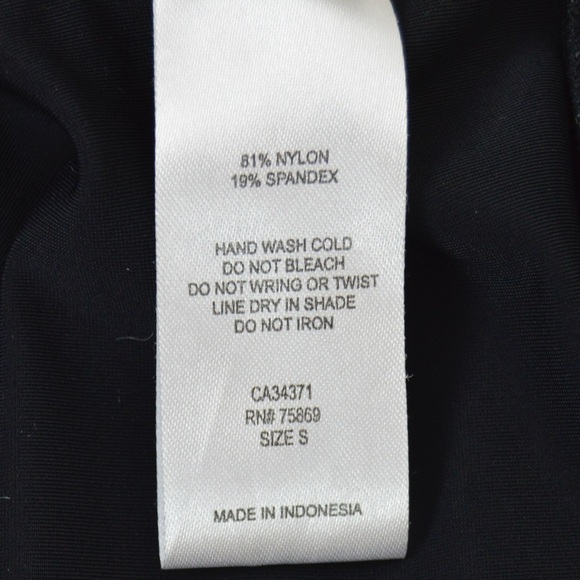 81% NYLON
19% SPANDEX
HAND WASH COLD
DO NOT BLEACH
DO NOT WRING OR TWIST
LINE DRY IN SHADE
DO NOT IRON
CA34371
RN# 75869
SIZE S
MADE IN INDONESIA